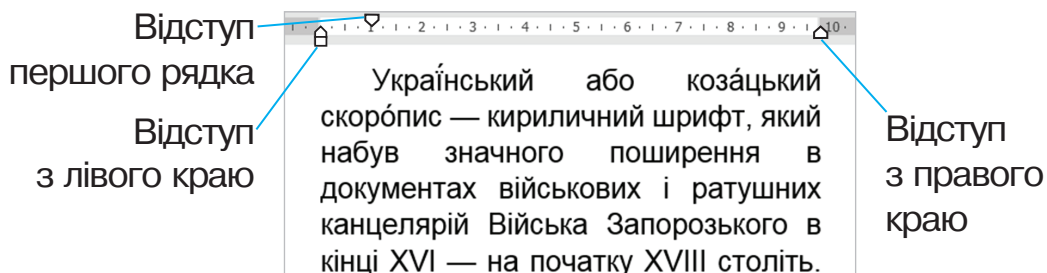 Відступ
першого рядка
Відступ
з лівого краю
1 2 3 4 5 6 7 8 9 10
Украї́нський або коза́цький
скоро́пис — кириличний шрифт, який
набув значного поширення в
документах військових і ратушних
канцелярій Війська Запорозького в
кінці XVI — на початку XVIII століть.
Відступ
з правого
краю